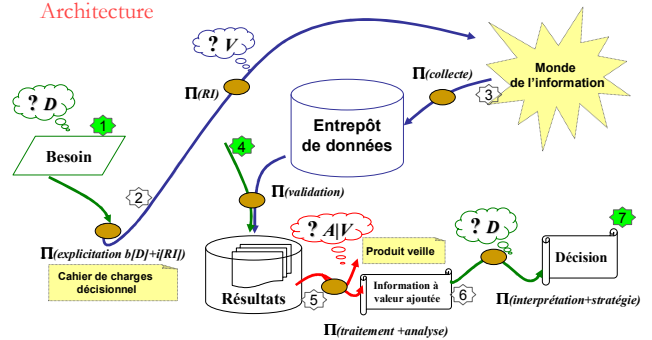 Architecture
? V
Π(RI)
Π(collecte)
Monde
de l'information
3
? D
1
Besoin
Entrepôt
de données
4
2
Π(validation)
7
Π(explicitation b[D]+i[RI])
Cahier de charges
décisionnel
? A|V
? D
Produit veille
Décision
Résultats
5
Information à
valeur ajoutée
6
Π(interprétation+stratégie)
Π(traitement +analyse)